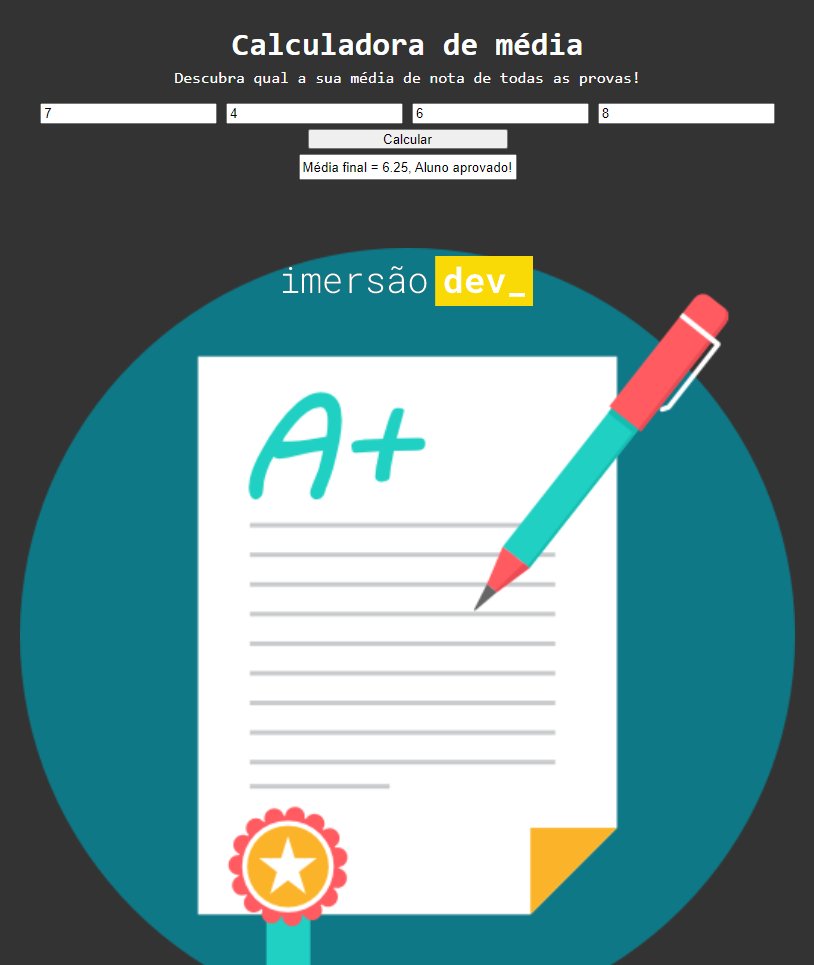 Calculadora de média
Descubra qual a sua média de nota de todas as provas!
7 4 6 8
Calcular
Média final = 6.25, Aluno aprovado!
imersão dev_
A+